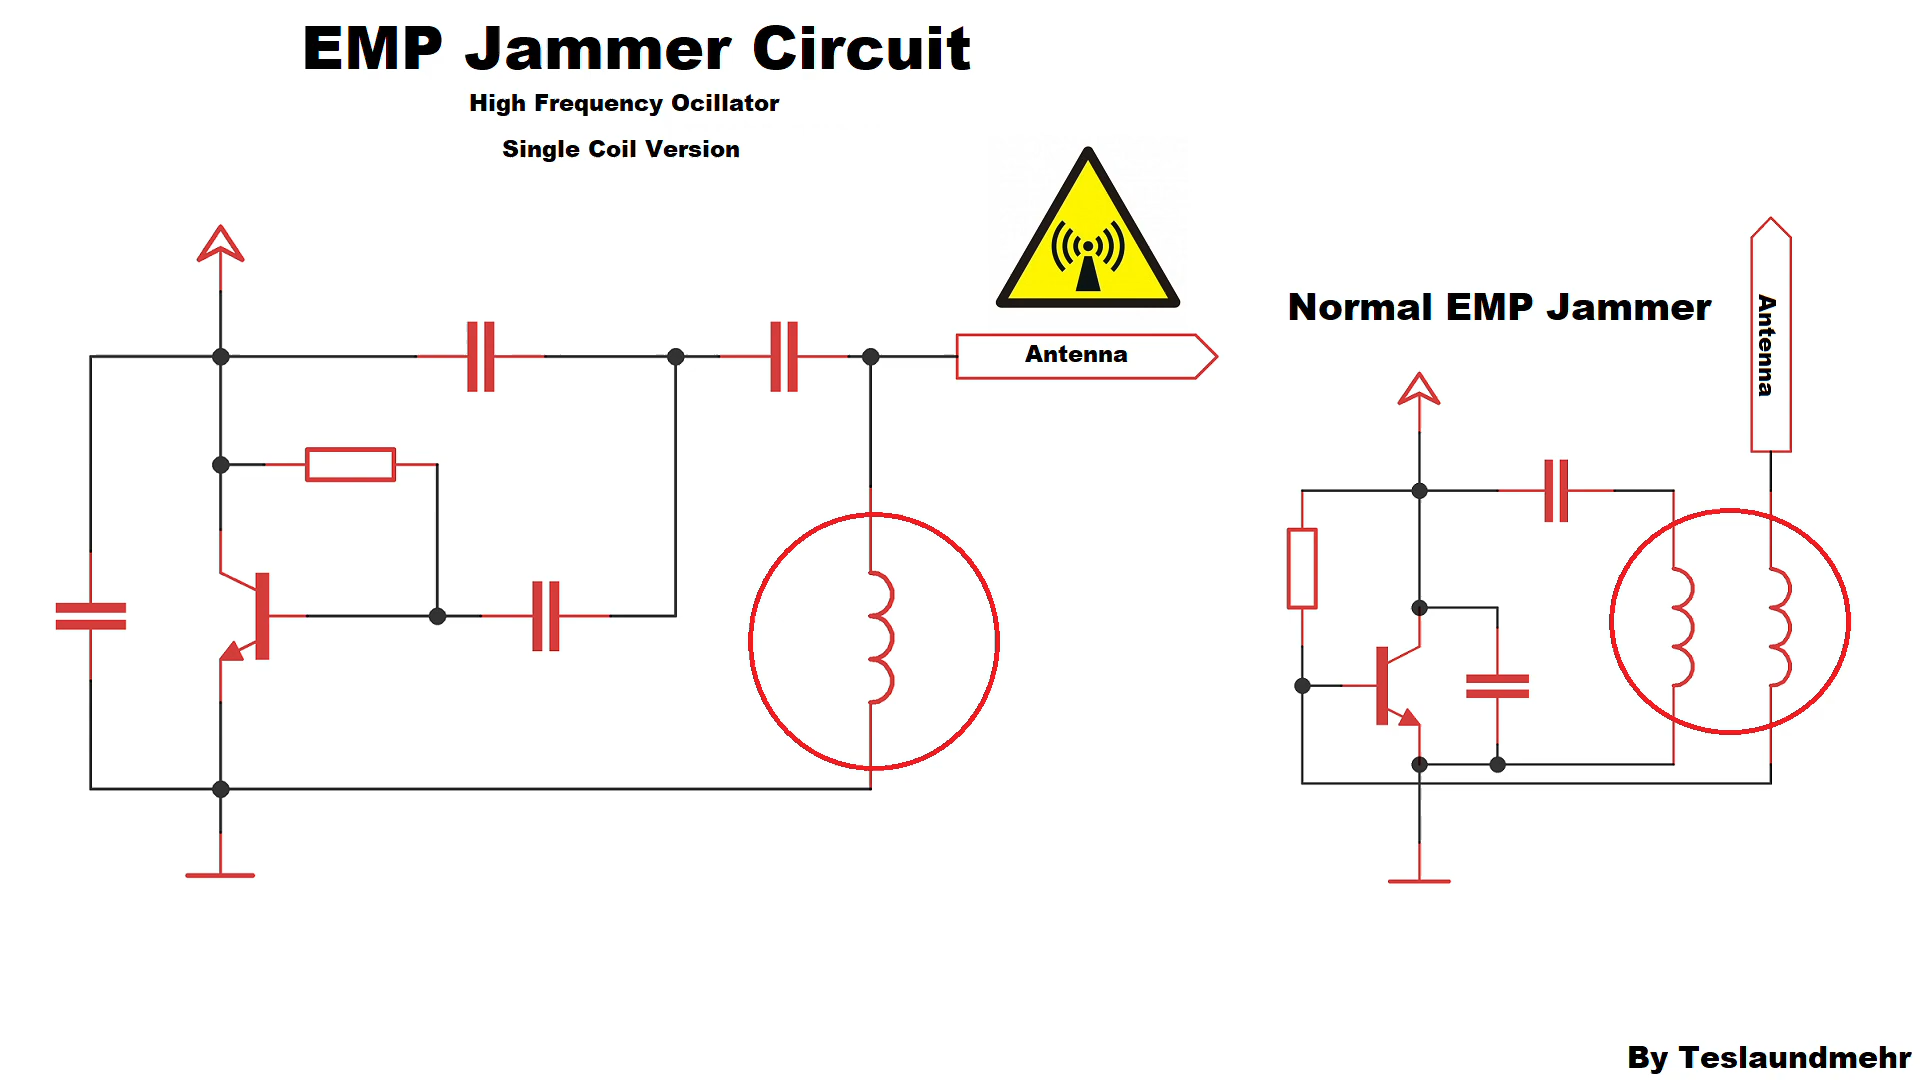 EMP Jammer Circuit
High Frequency Ocillator
Single Coil Version
Antenna
Normal EMP Jammer
Antenna
By Teslaundmehr